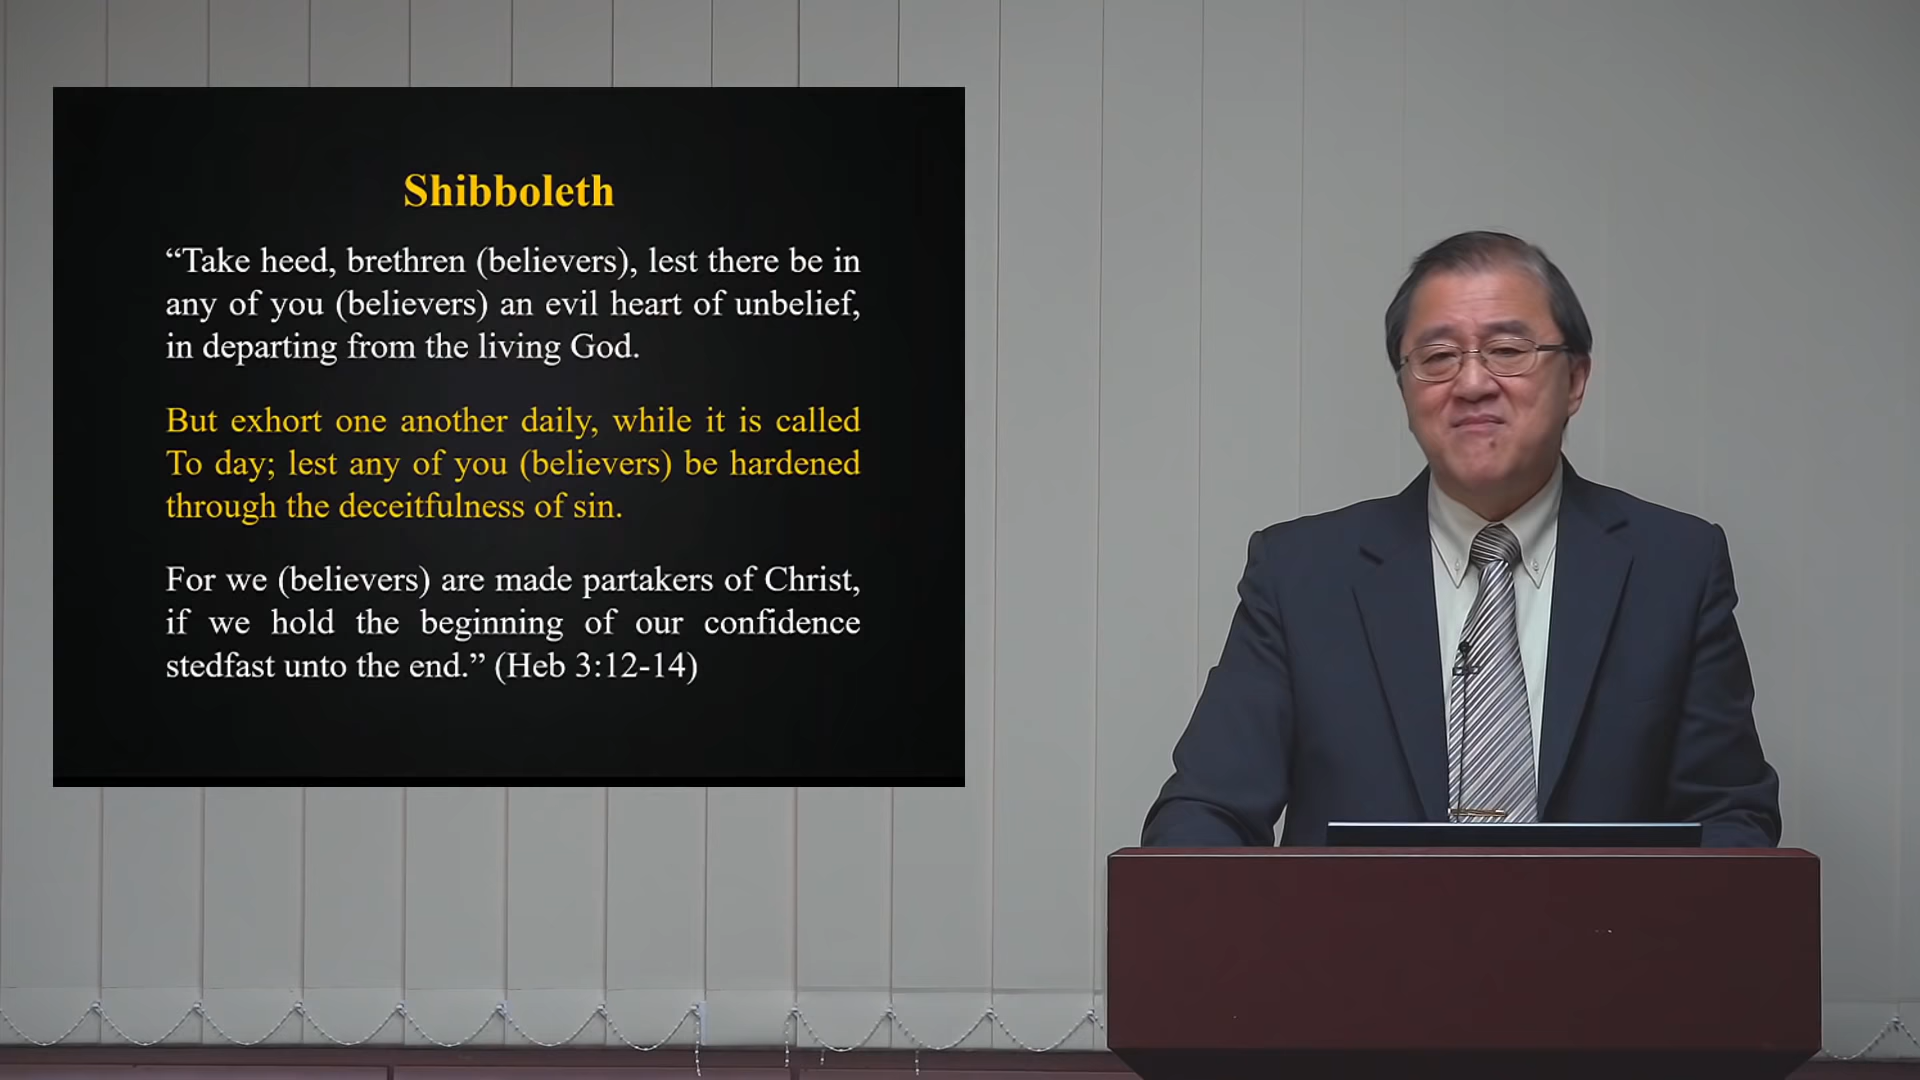 Shibboleth
“Take heed, brethren (believers), lest there be in
any of you (believers) an evil heart of unbelief,
in departing from the living God.
But exhort one another daily, while it is called
To day; lest any of you (believers) be hardened
through the deceitfulness of sin.
For we (believers) are made partakers of Christ,
if we hold the beginning of our confidence
stedfast unto the end.” (Heb 3:12-14)